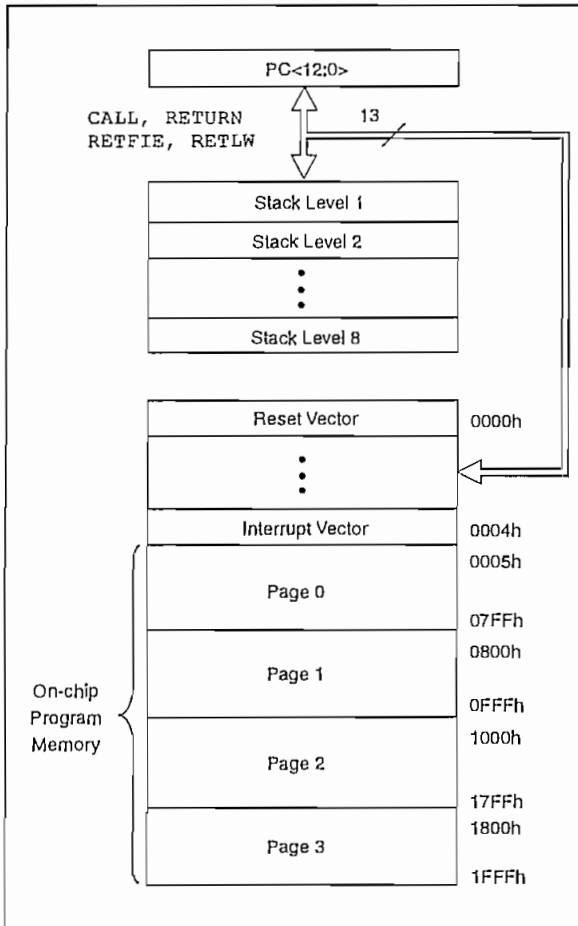 PC<12:0>
CALL, RETURN
RETFIE, RETLW
13
Stack Level 1
Stack Level 2
Stack Level 8
Reset Vector
0000h
Interrupt Vector
0004h
0005h
Page 0
07FFh
0800h
Page 1
0FFFh
On-chip
Program
Memory
1000h
Page 2
17FFh
1800h
Page 3
1FFFh